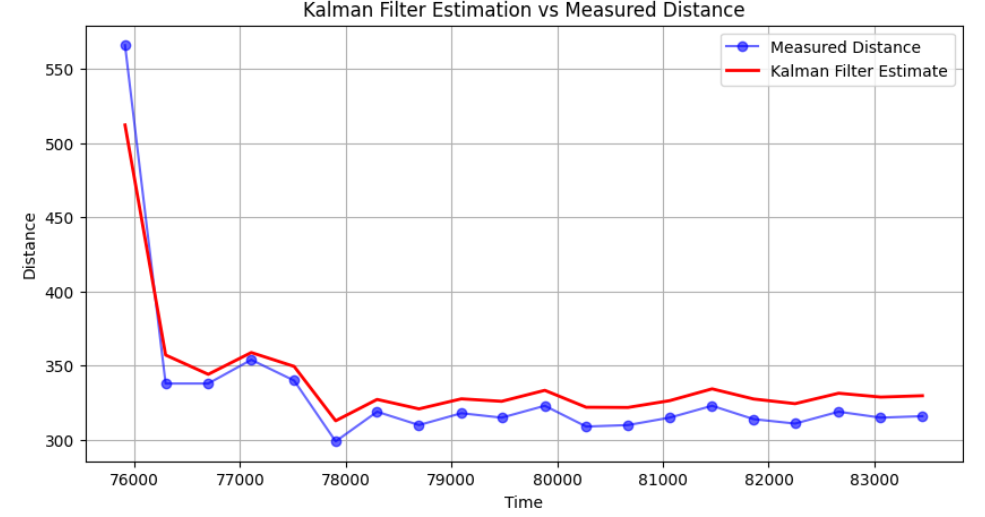 Kalman Filter Estimation vs Measured Distance
Measured Distance
Kalman Filter Estimate
Distance
550
500
450
400
350
300
76000 77000 78000 79000 80000 81000 82000 83000
Time